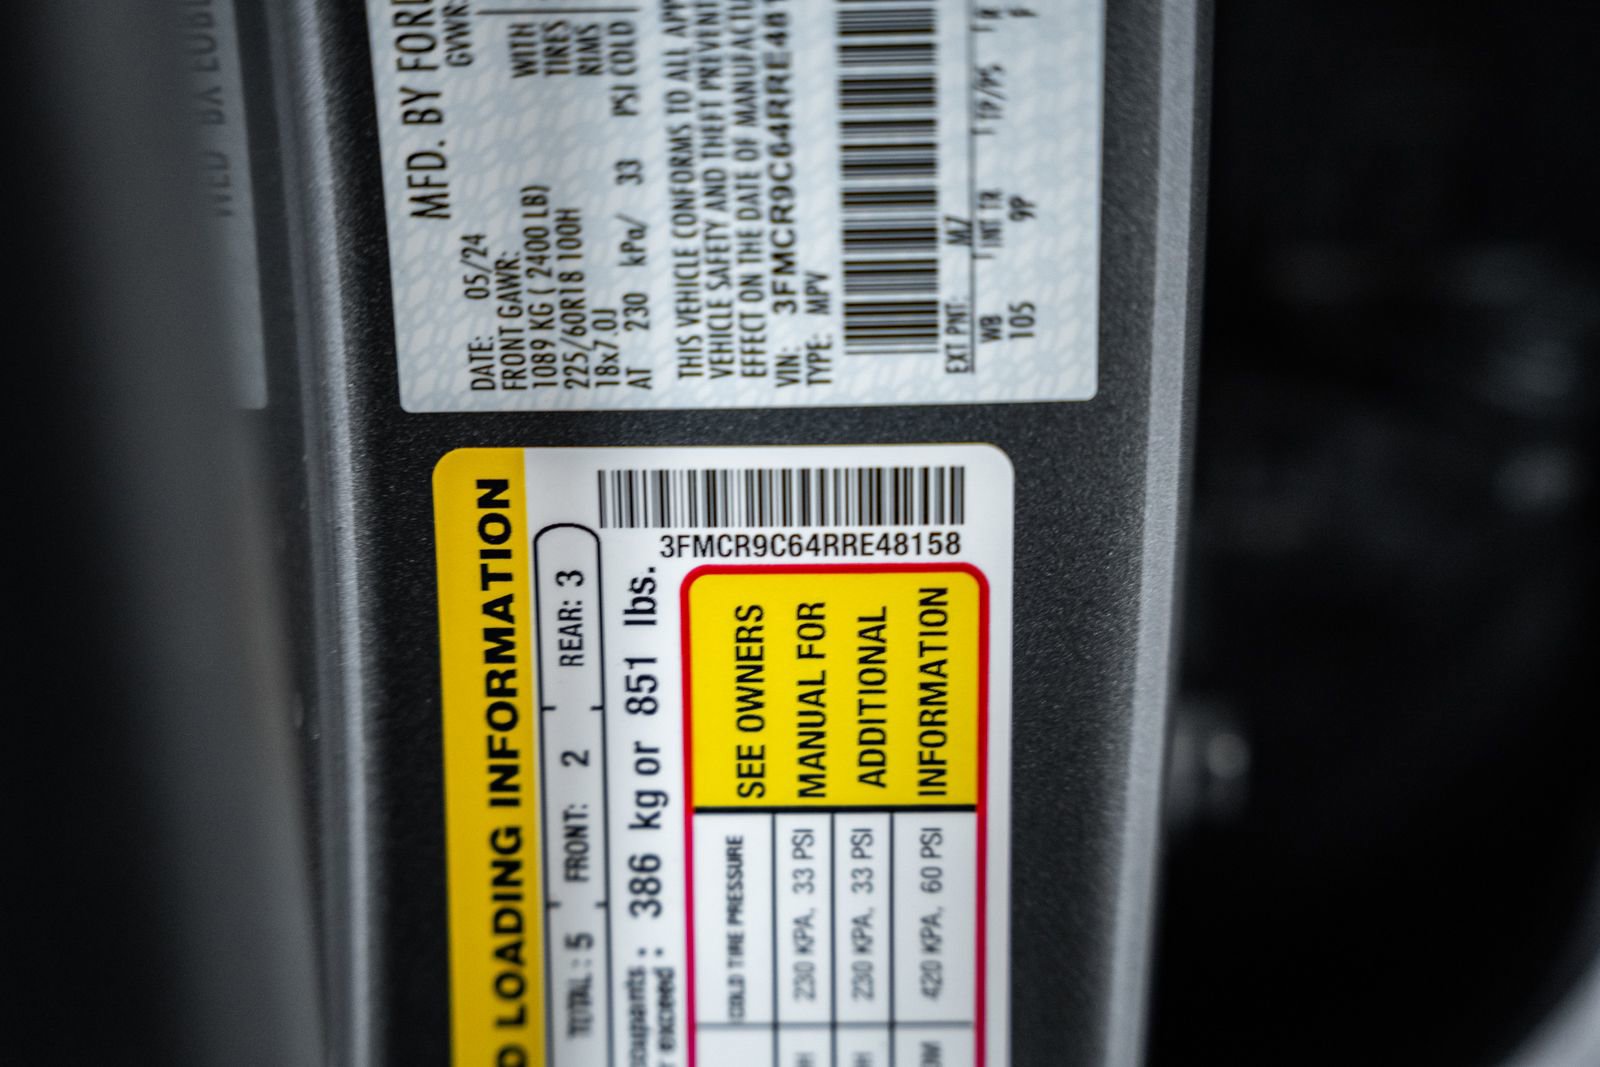 MFD. BY FORD
GVWR:
DATE: 05/24
FRONT GAWR:
1089 KG ( 2400 LB)
WITH
225/60R18 100H
TIRES
18x7.0J
RIMS
AT 230 kPa/ 33 PSI COLD
THIS VEHICLE CONFORMS TO ALL APP
VEHICLE SAFETY AND THEFT PREVENT
EFFECT ON THE DATE OF MANUFACTU
VIN: 3FMCR9C64RRE481
TYPE: MPV
EXT PNT: MZ
WB INT TR TP/PS
105 9P
LOADING INFORMATION
TOTAL : 5 FRONT: 2 REAR: 3
386 kg or 851 lbs.
exceed :
3FMCR9C64RRE48158
COLD TIRE PRESSURE
230 KPA, 33 PSI
230 KPA, 33 PSI
420 KPA, 60 PSI
SEE OWNERS
MANUAL FOR
ADDITIONAL
INFORMATION